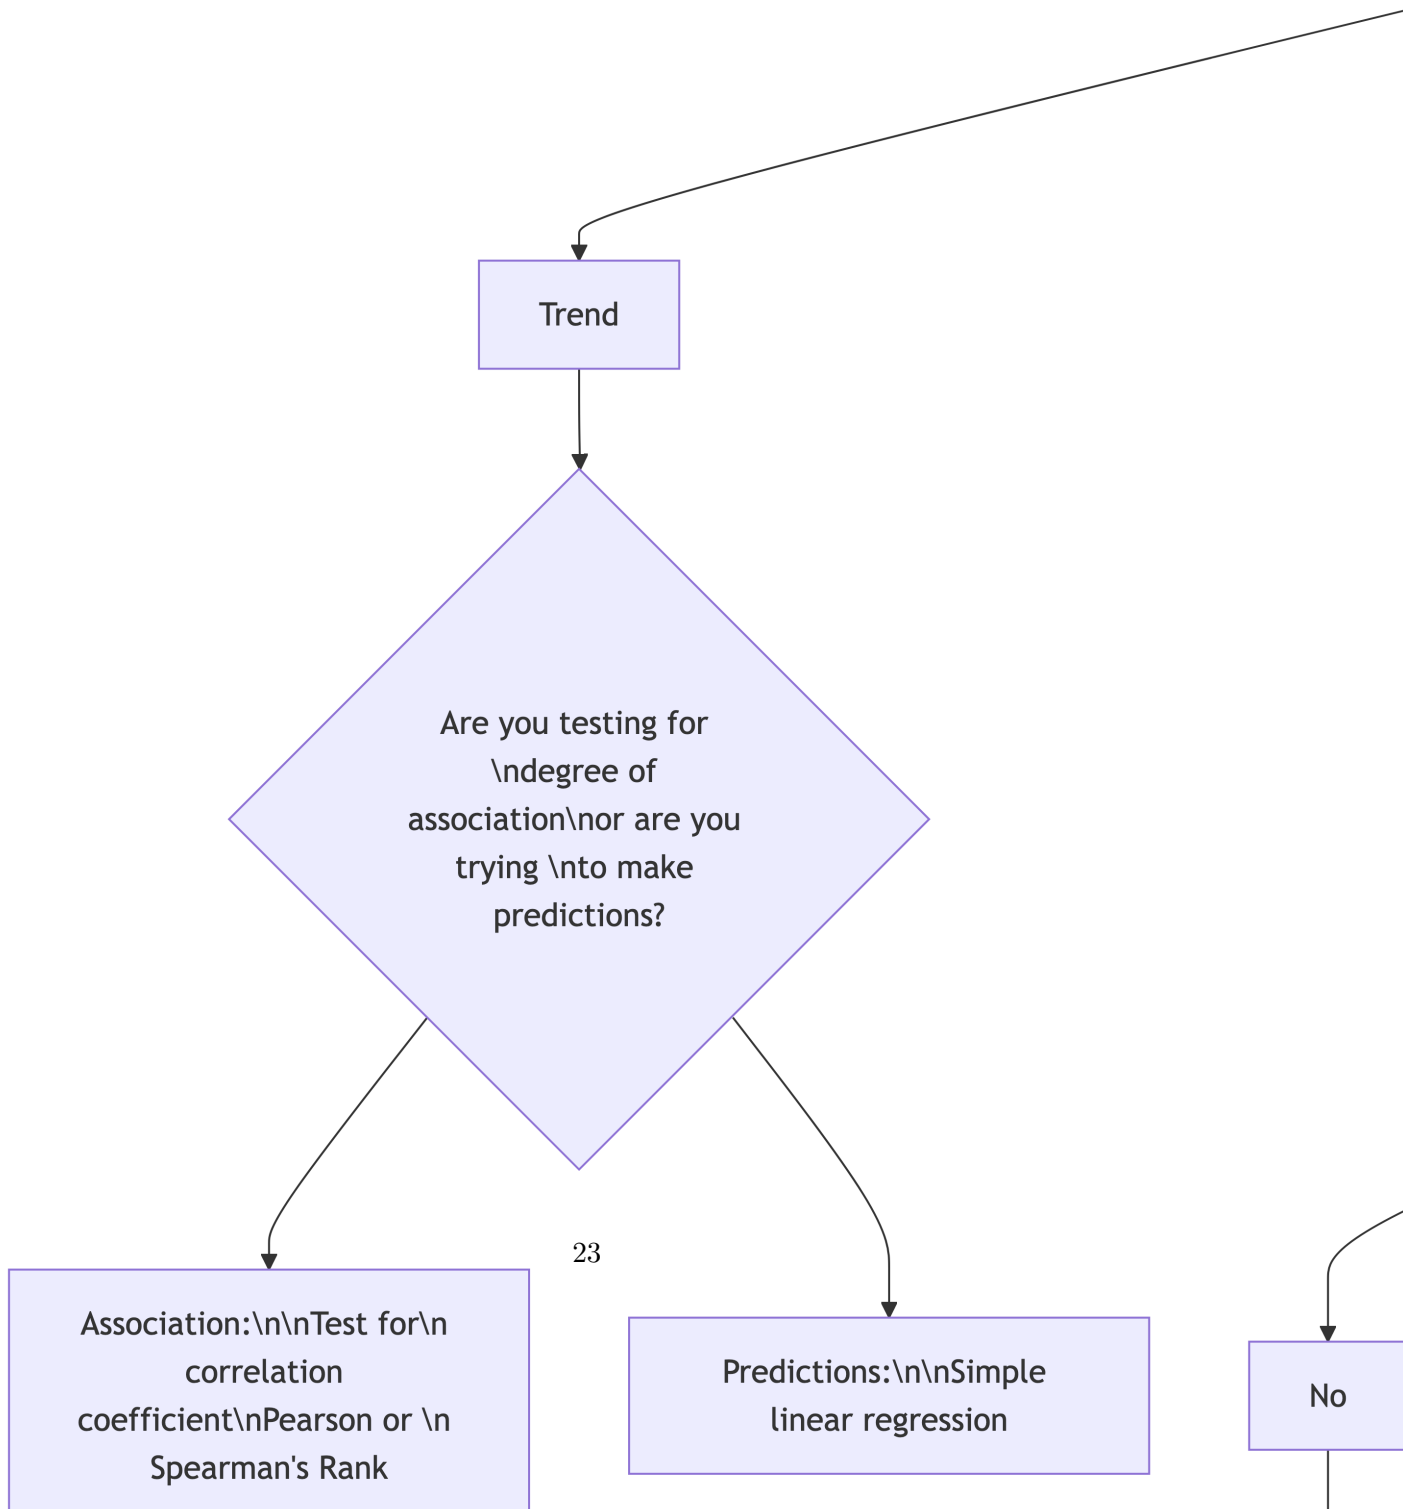 Trend
Are you testing for
\ndegree of
association\nor are you
trying \nto make
predictions?
23
Association:\n\nTest for\n
correlation
coefficient\nPearson or \n
Spearman's Rank
Predictions:\n\nSimple
linear regression
No